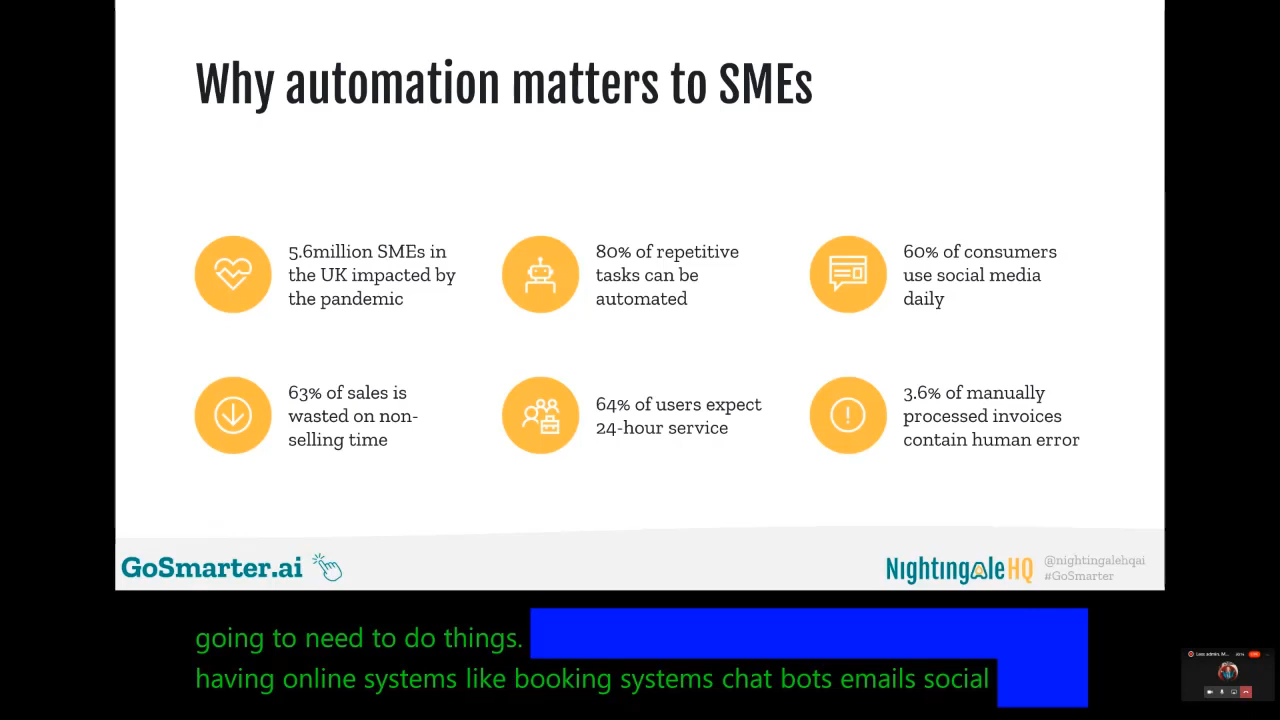 Why automation matters to SMEs
5.6million SMEs in
the UK impacted by
the pandemic
80% of repetitive
tasks can be
automated
60% of consumers
use social media
daily
63% of sales is
wasted on non-
selling time
64% of users expect
24-hour service
3.6% of manually
processed invoices
contain human error
GoSmarter.ai
NightingaleHQ
@nightingalehqai
#GoSmarter
going to need to do things.
having online systems like booking systems chat bots emails social